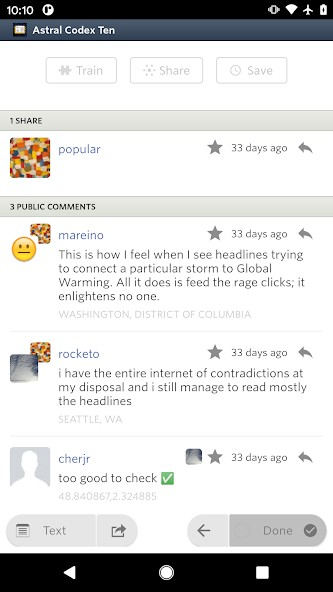 10:10
Astral Codex Ten
Train
Share
Save
1 SHARE
popular
33 days ago
3 PUBLIC COMMENTS
mareino
33 days ago
This is how I feel when I see headlines trying
to connect a particular storm to Global
Warming. All it does is feed the rage clicks; it
enlightens no one.
WASHINGTON, DISTRICT OF COLUMBIA
rocketo
33 days ago
i have the entire internet of contradictions at
my disposal and i still manage to read mostly
the headlines
SEATTLE, WA
cherjr
33 days ago
too good to check ✅
48.840867,2.324885
Text
Done